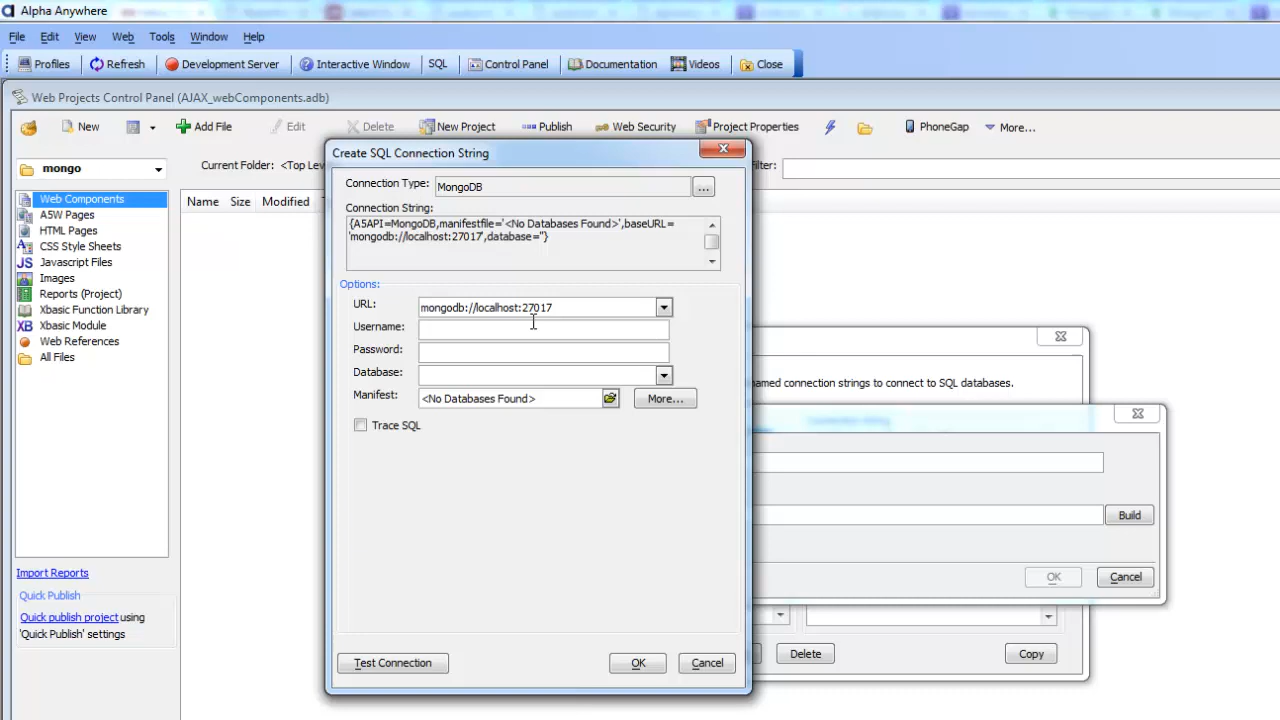 Alpha Anywhere
File Edit View Web Tools Window Help
Profiles Refresh Development Server Interactive Window SQL Control Panel Documentation Videos Close
Web Projects Control Panel (AJAX_webComponents.adb)
New Add File Edit Delete New Project Publish Web Security Project Properties PhoneGap More...
mongo
Current Folder: <Top Lev
Filter:
Name Size Modified
Web Components
A5W Pages
HTML Pages
CSS Style Sheets
JS Javascript Files
Images
Reports (Project)
Xbasic Function Library
XB Xbasic Module
Web References
All Files
Import Reports
Quick Publish
Quick publish project using
'Quick Publish' settings
Create SQL Connection String
Connection Type: MongoDB ...
Connection String:
{A5API=MongoDB,manifestfile='<No Databases Found>',baseURL=
'mongodb://localhost:27017',database=''}
Options:
URL: mongodb://localhost:27017
Username:
Password:
Database:
Manifest: <No Databases Found> More...
Trace SQL
Test Connection OK Cancel
named connection strings to connect to SQL databases.
Connection string
Build
OK Cancel
Delete Copy